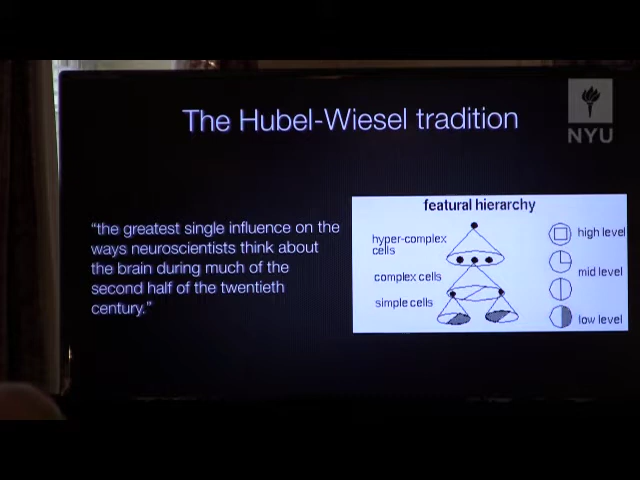 The Hubel-Wiesel tradition
NYU
“the greatest single influence on the
ways neuroscientists think about
the brain during much of the
second half of the twentieth
century.”
featural hierarchy
hyper-complex
cells
complex cells
simple cells
high level
mid level
low level